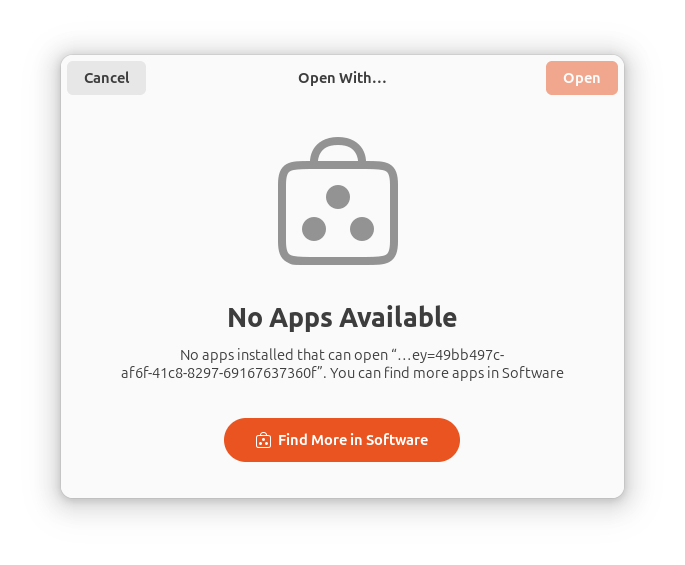 Cancel
Open With…
Open
No Apps Available
No apps installed that can open “…ey=49bb497c-
af6f-41c8-8297-69167637360f”. You can find more apps in Software
Find More in Software